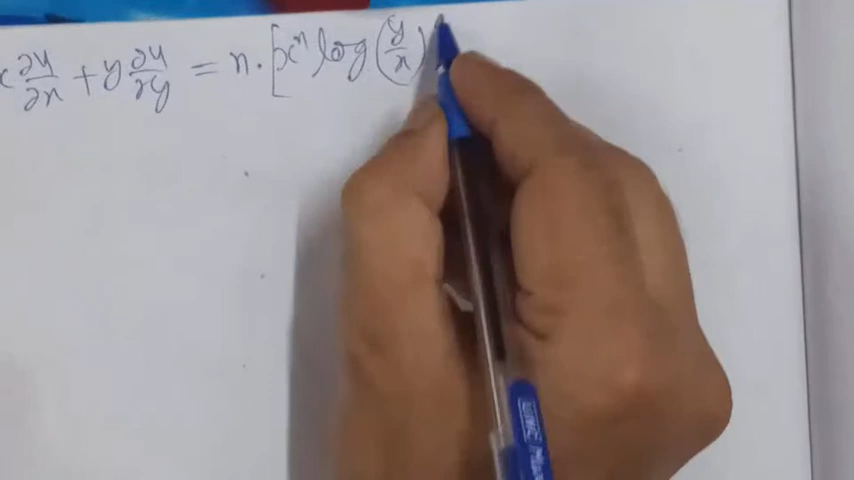 x ∂u/∂x + y ∂u/∂y = n · [x^n log (y/x)